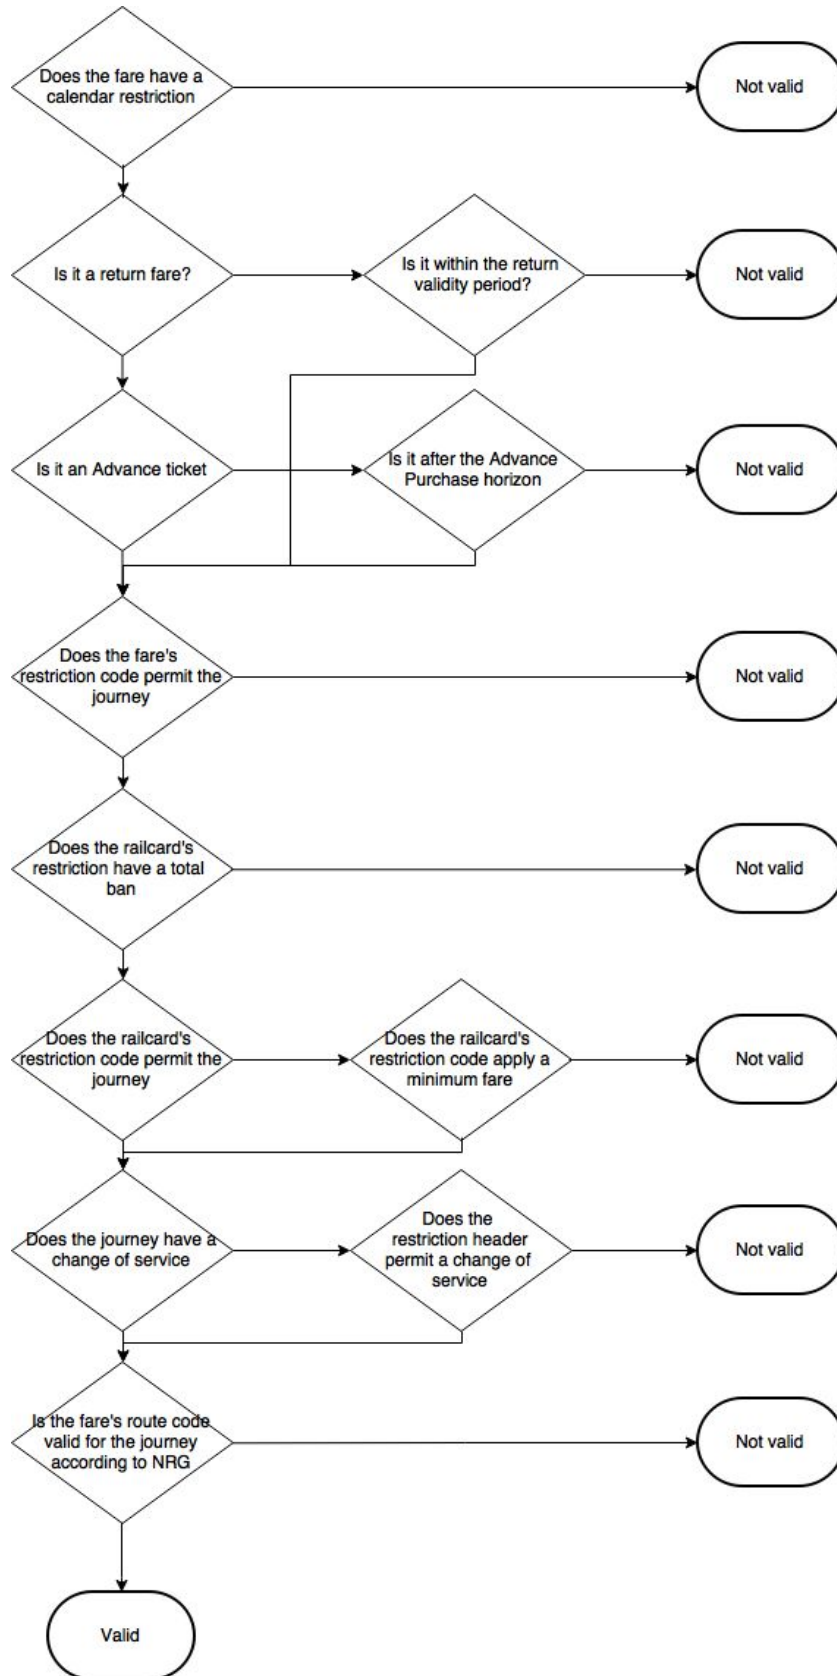 Does the fare have a
calendar restriction
Not valid
Is it a return fare?
Is it within the return
validity period?
Not valid
Is it an Advance ticket
Is it after the Advance
Purchase horizon
Not valid
Does the fare's
restriction code permit the
journey
Not valid
Does the railcard's
restriction have a total
ban
Not valid
Does the railcard's
restriction code permit the
journey
Does the railcard's
restriction code apply a
minimum fare
Not valid
Does the journey have a
change of service
Does the
restriction header
permit a change of
service
Not valid
Is the fare's route code
valid for the journey
according to NRG
Not valid
Valid